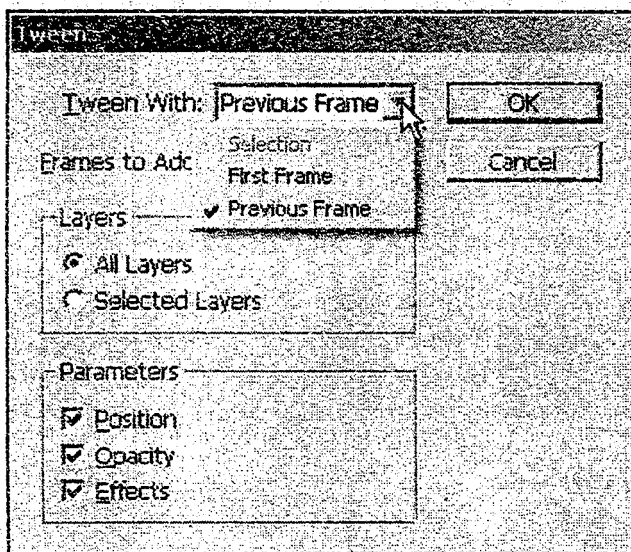 Tween
Tween With: Previous Frame OK
Selection
Frames to Add
First Frame
Cancel
Previous Frame
Layers
All Layers
Selected Layers
Parameters
Position
Opacity
Effects